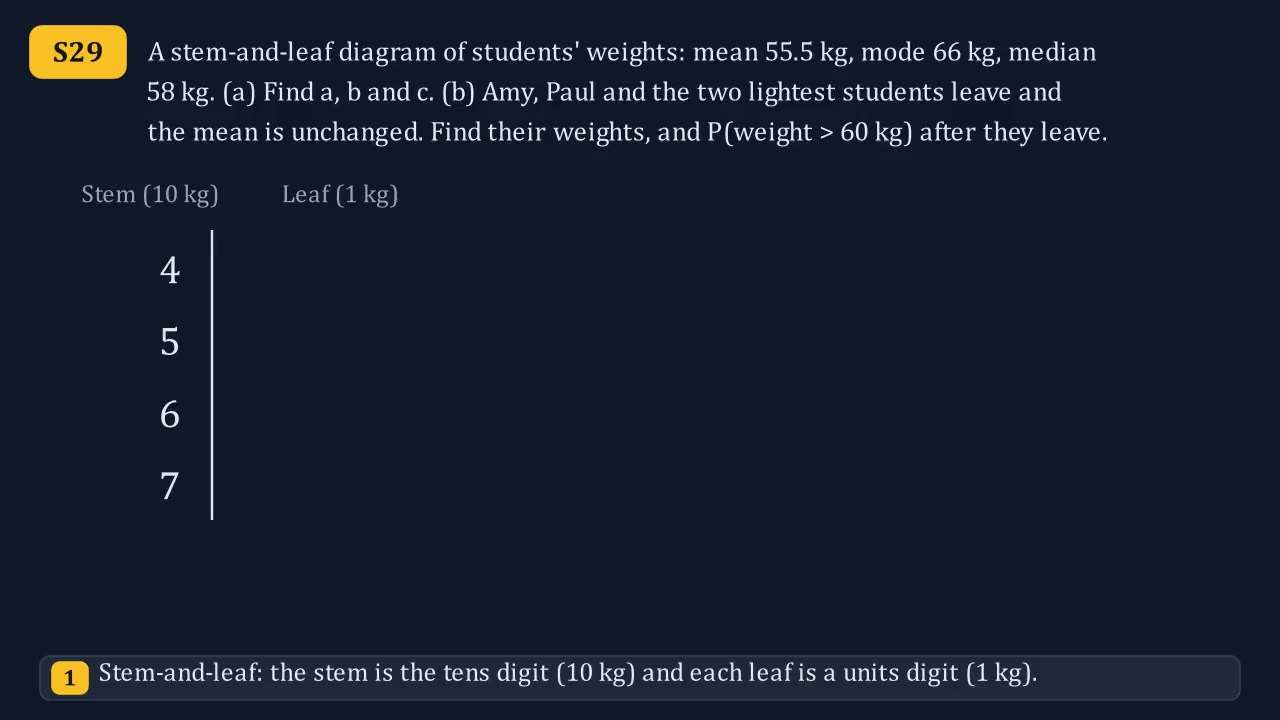 S29
A stem-and-leaf diagram of students' weights: mean 55.5 kg, mode 66 kg, median
58 kg. (a) Find a, b and c. (b) Amy, Paul and the two lightest students leave and
the mean is unchanged. Find their weights, and P(weight > 60 kg) after they leave.
Stem (10 kg) Leaf (1 kg)
4
5
6
7
1 Stem-and-leaf: the stem is the tens digit (10 kg) and each leaf is a units digit (1 kg).